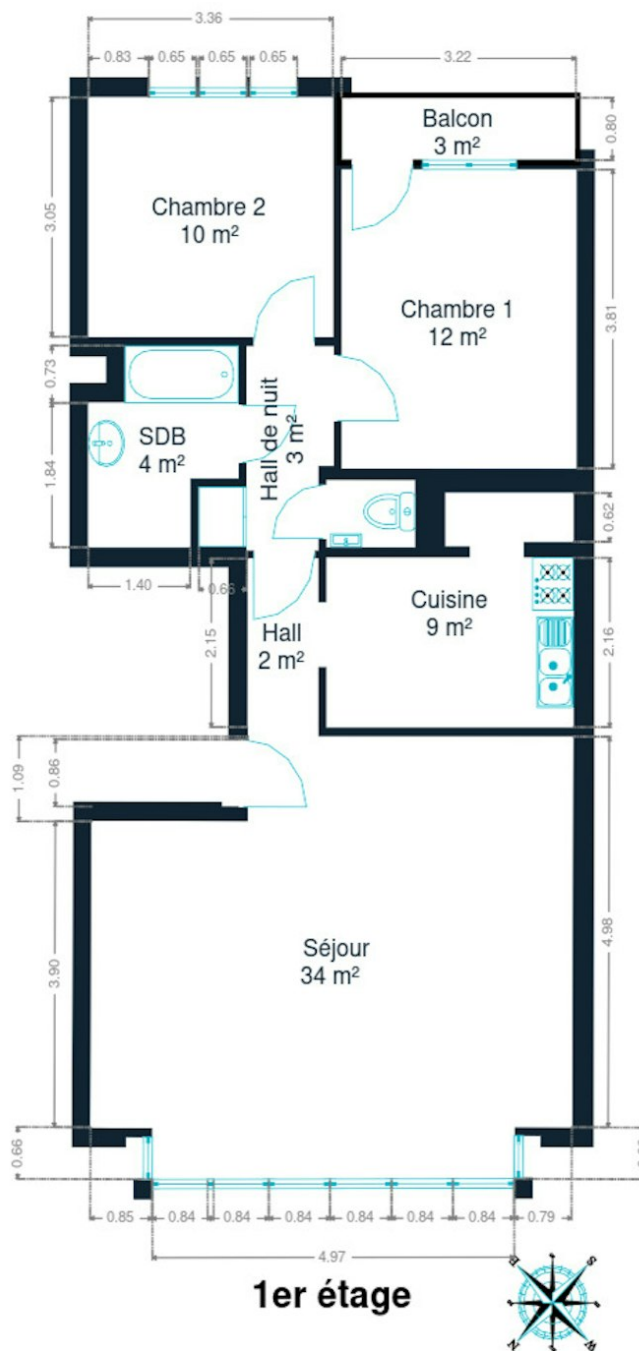 3.36
0.83
0.65
0.65
0.65
3.22
Balcon
3 m²
0.80
Chambre 2
10 m²
3.05
Chambre 1
12 m²
3.81
0.73
Hall de nuit
3 m²
SDB
4 m²
1.84
0.62
1.40
0.66
Cuisine
9 m²
2.15
Hall
2 m²
2.16
1.09
0.86
Séjour
34 m²
3.90
4.98
0.66
0.85
0.84
0.84
0.84
0.84
0.84
0.84
0.79
4.97
1er étage
E
S
N
W